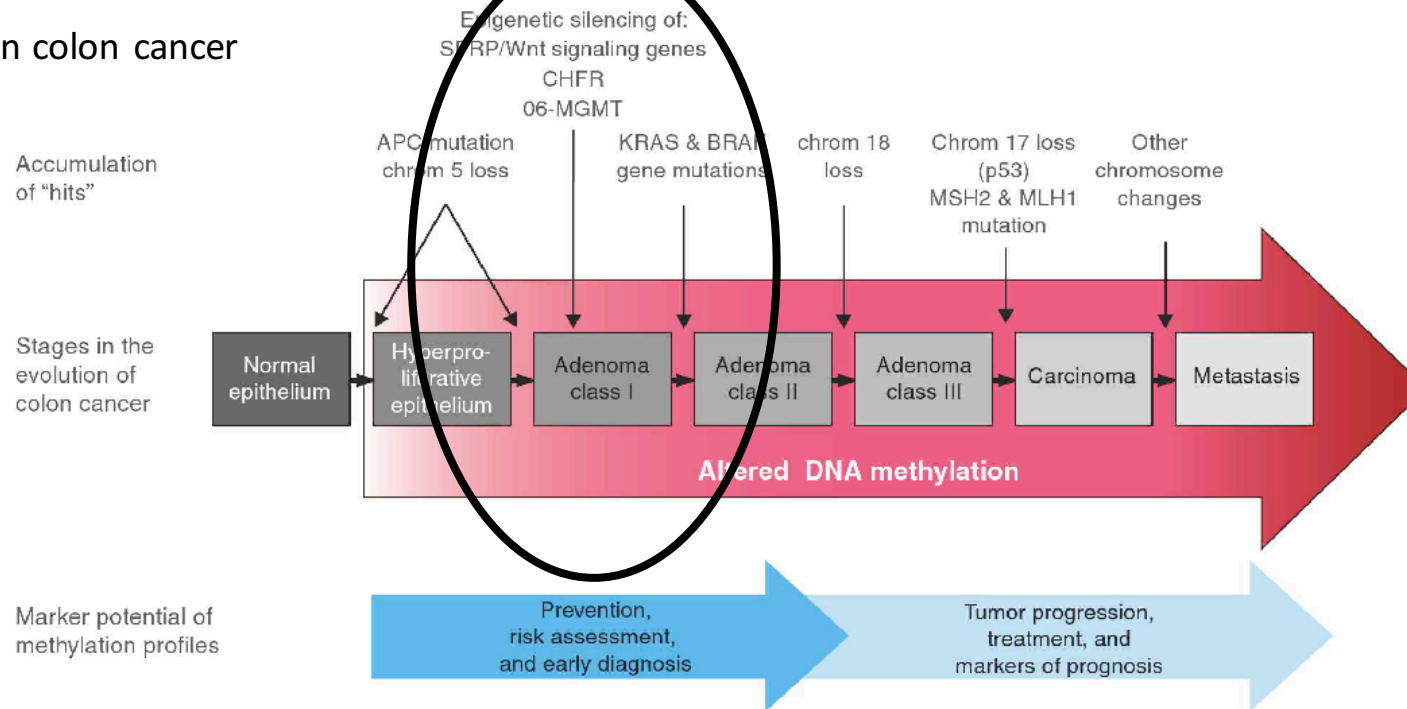 n colon cancer
Epigenetic silencing of:
SFRP/Wnt signaling genes
CHFR
06-MGMT
Accumulation
of “hits”
APC mutation
chrom 5 loss
KRAS & BRAF
gene mutations
chrom 18
loss
Chrom 17 loss
(p53)
MSH2 & MLH1
mutation
Other
chromosome
changes
Stages in the
evolution of
colon cancer
Normal
epithelium
Hyperpro-
liferative
epithelium
Adenoma
class I
Adenoma
class II
Adenoma
class III
Carcinoma
Metastasis
Altered DNA methylation
Marker potential of
methylation profiles
Prevention,
risk assessment,
and early diagnosis
Tumor progression,
treatment, and
markers of prognosis